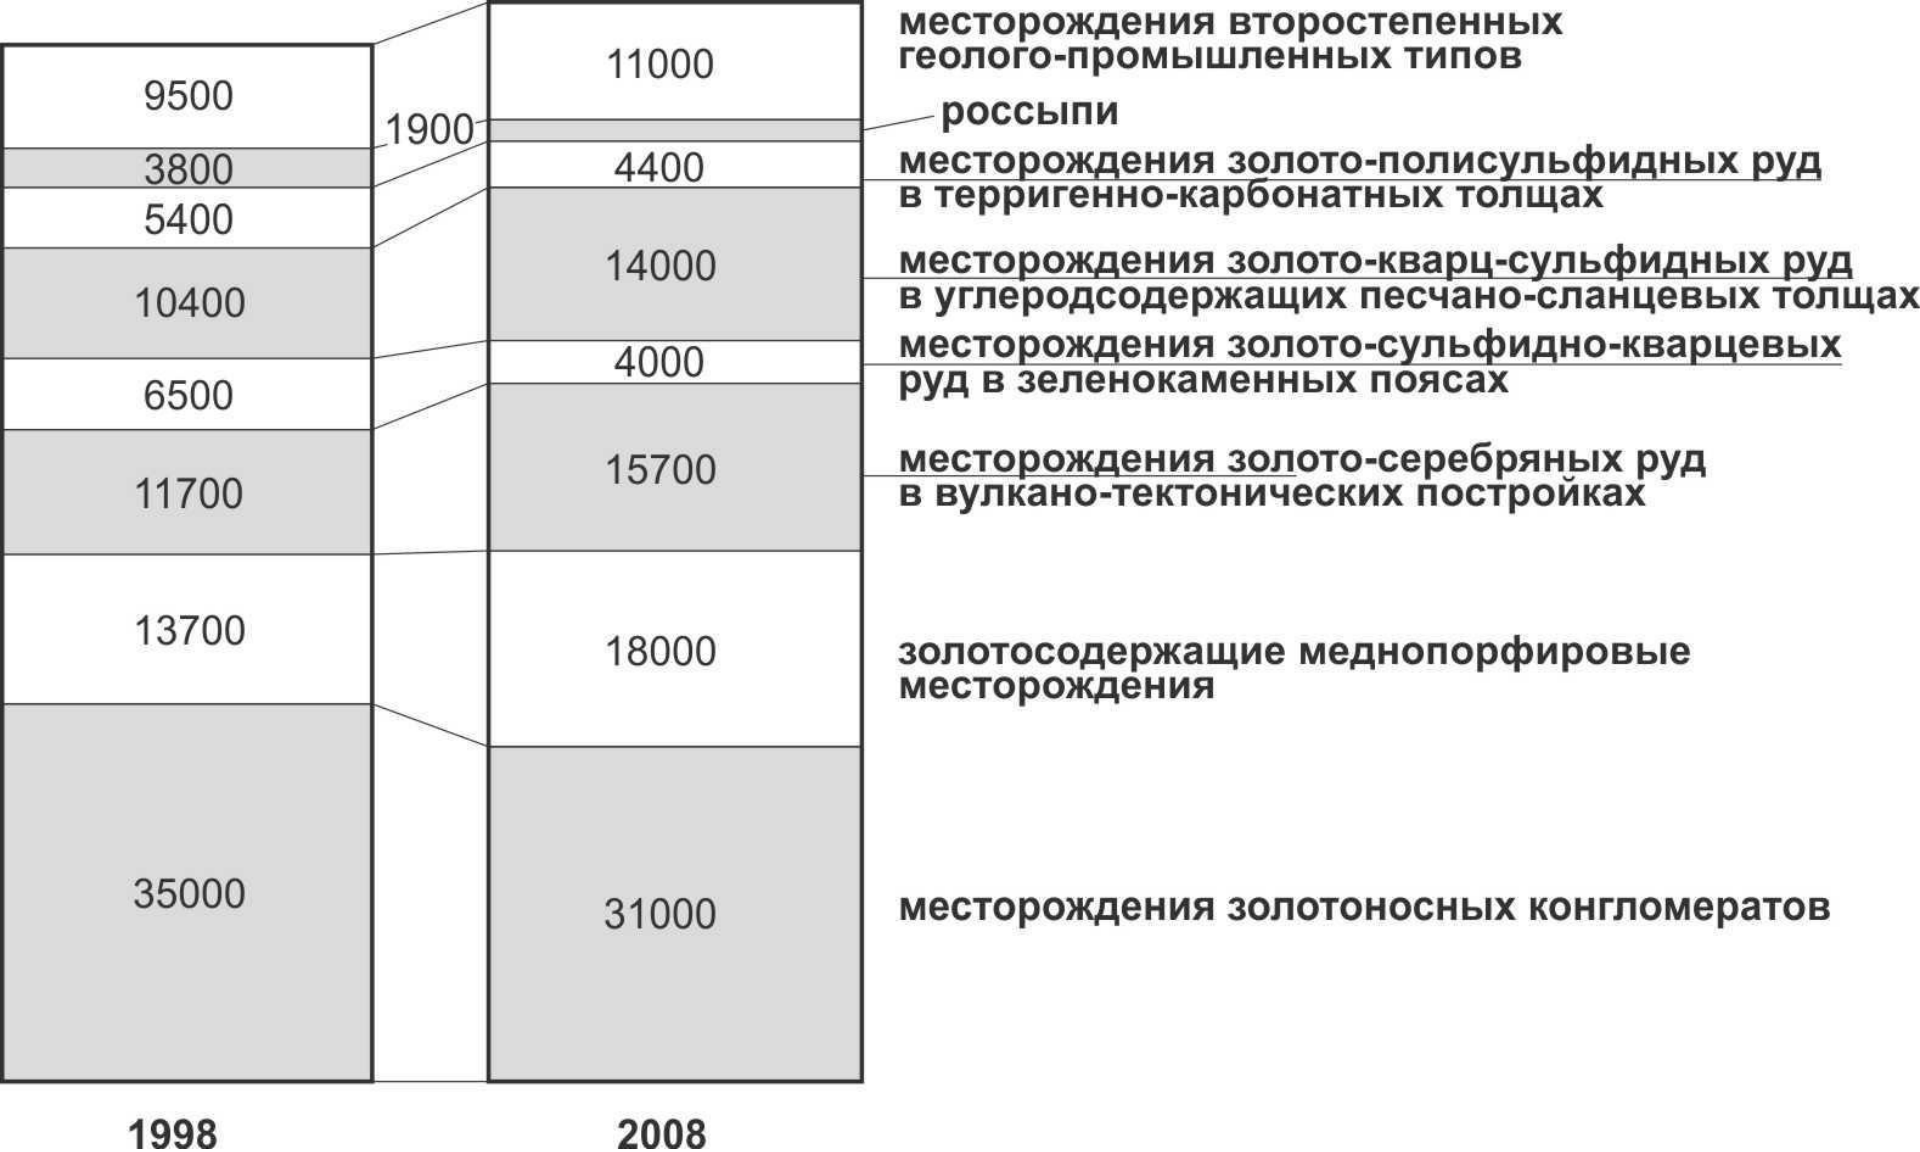 9500
3800
5400
10400
6500
11700
13700
35000
1998
1900
11000
4400
14000
4000
15700
18000
31000
2008
месторождения второстепенных
геолого-промышленных типов
россыпи
месторождения золото-полисульфидных руд
в терригенно-карбонатных толщах
месторождения золото-кварц-сульфидных руд
в углеродсодержащих песчано-сланцевых толщах
месторождения золото-сульфидно-кварцевых
руд в зеленокаменных поясах
месторождения золото-серебряных руд
в вулкано-тектонических постройках
золотосодержащие меднопорфировые
месторождения
месторождения золотоносных конгломератов